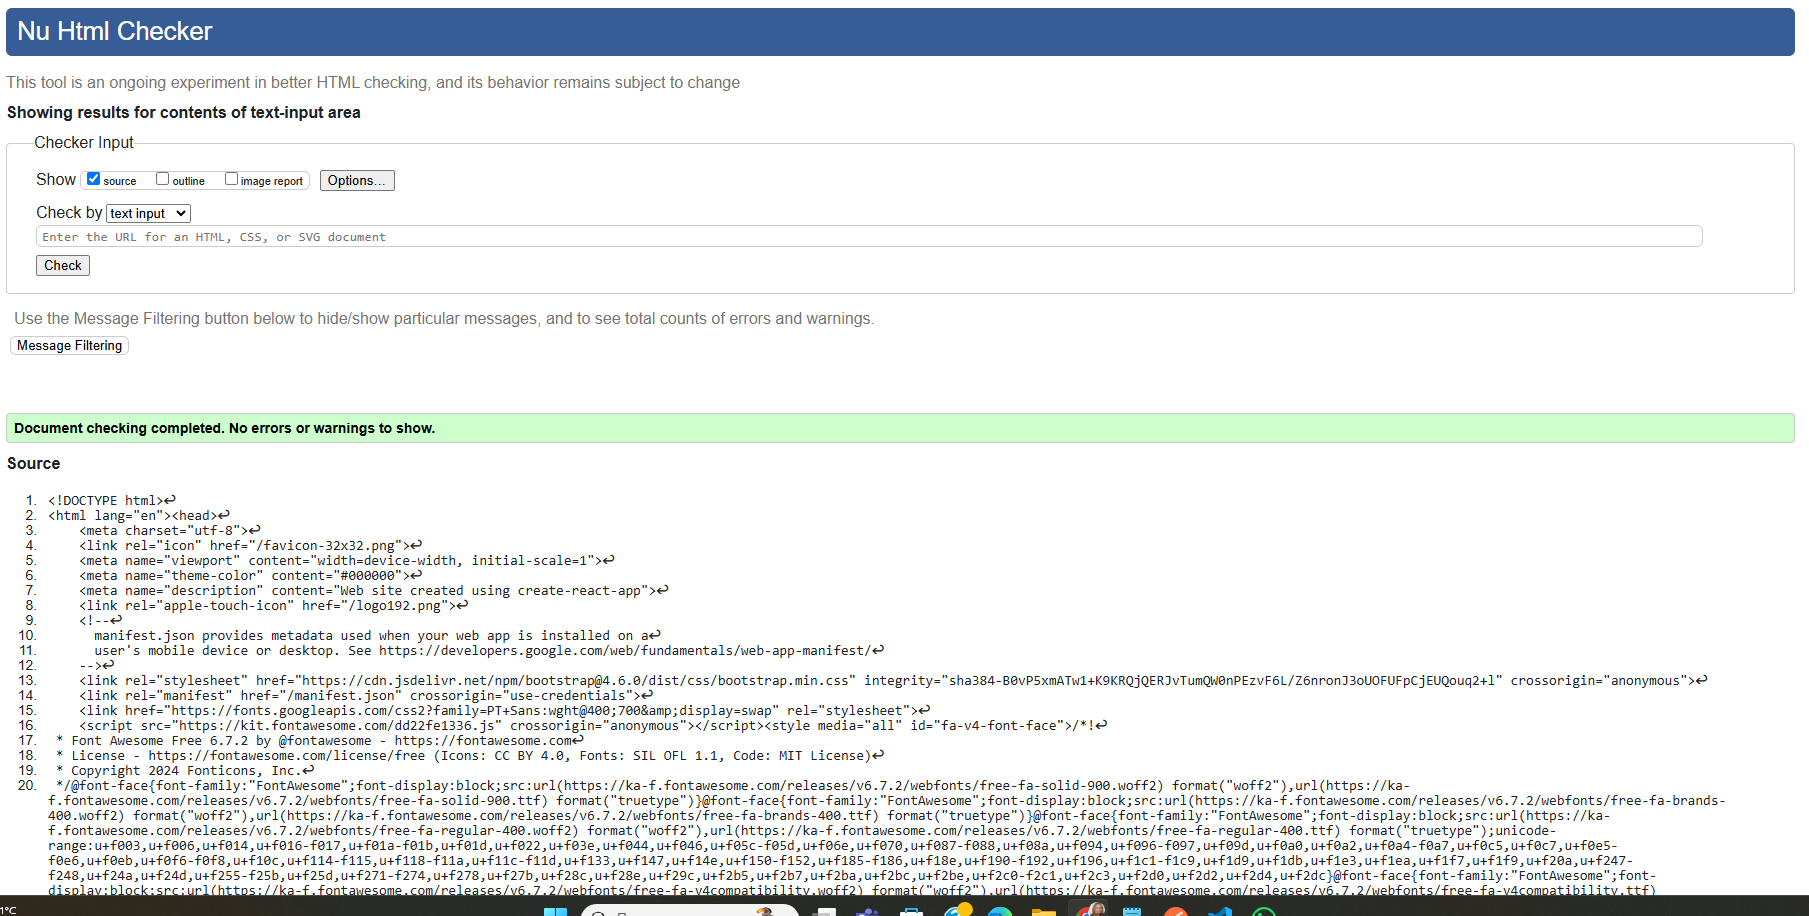 Nu Html Checker
This tool is an ongoing experiment in better HTML checking, and its behavior remains subject to change
Showing results for contents of text-input area
Checker Input
Show source outline image report Options...
Check by text input
Enter the URL for an HTML, CSS, or SVG document
Check
Use the Message Filtering button below to hide/show particular messages, and to see total counts of errors and warnings.
Message Filtering
Document checking completed. No errors or warnings to show.
Source
1. <!DOCTYPE html>↩
2. <html lang="en"><head>↩
3. <meta charset="utf-8">↩
4. <link rel="icon" href="/favicon-32x32.png">↩
5. <meta name="viewport" content="width=device-width, initial-scale=1">↩
6. <meta name="theme-color" content="#000000">↩
7. <meta name="description" content="Web site created using create-react-app">↩
8. <link rel="apple-touch-icon" href="/logo192.png">↩
9. <!--↩
10. manifest.json provides metadata used when your web app is installed on a↩
11. user's mobile device or desktop. See https://developers.google.com/web/fundamentals/web-app-manifest/↩
12. -->↩
13. <link rel="stylesheet" href="https://cdn.jsdelivr.net/npm/bootstrap@4.6.0/dist/css/bootstrap.min.css" integrity="sha384-B0vP5xmATw1+K9KRQjQERJvTumQW0nPEzvF6L/Z6nronJ3oUOFUFpCjEUQouq2+l" crossorigin="anonymous">↩
14. <link rel="manifest" href="/manifest.json" crossorigin="use-credentials">↩
15. <link href="https://fonts.googleapis.com/css2?family=PT+Sans:wght@400;700&amp;display=swap" rel="stylesheet">↩
16. <script src="https://kit.fontawesome.com/dd22fe1336.js" crossorigin="anonymous"></script><style media="all" id="fa-v4-font-face">/*!↩
17. * Font Awesome Free 6.7.2 by @fontawesome - https://fontawesome.com↩
18. * License - https://fontawesome.com/license/free (Icons: CC BY 4.0, Fonts: SIL OFL 1.1, Code: MIT License)↩
19. * Copyright 2024 Fonticons, Inc.↩
20. */@font-face{font-family:"FontAwesome";font-display:block;src:url(https://ka-f.fontawesome.com/releases/v6.7.2/webfonts/free-fa-solid-900.woff2) format("woff2"),url(https://ka-
f.fontawesome.com/releases/v6.7.2/webfonts/free-fa-solid-900.ttf) format("truetype")}@font-face{font-family:"FontAwesome";font-display:block;src:url(https://ka-f.fontawesome.com/releases/v6.7.2/webfonts/free-fa-brands-
400.woff2) format("woff2"),url(https://ka-f.fontawesome.com/releases/v6.7.2/webfonts/free-fa-brands-400.ttf) format("truetype")}@font-face{font-family:"FontAwesome";font-display:block;src:url(https://ka-
f.fontawesome.com/releases/v6.7.2/webfonts/free-fa-regular-400.woff2) format("woff2"),url(https://ka-f.fontawesome.com/releases/v6.7.2/webfonts/free-fa-regular-400.ttf) format("truetype");unicode-
range:u+f003,u+f006,u+f014,u+f016-f017,u+f01a-f01b,u+f01d,u+f022,u+f03e,u+f044,u+f046,u+f05c-f05d,u+f06e,u+f070,u+f087-f088,u+f08a,u+f094,u+f096-f097,u+f09d,u+f0a0,u+f0a2,u+f0a4-f0a7,u+f0c5,u+f0c7,u+f0e5-
f0e6,u+f0eb,u+f0f6-f0f8,u+f10c,u+f114-f115,u+f118-f11a,u+f11c-f11d,u+f133,u+f147,u+f14e,u+f150-f152,u+f185-f186,u+f18e,u+f190-f192,u+f196,u+f1c1-f1c9,u+f1d9,u+f1db,u+f1e3,u+f1ea,u+f1f7,u+f1f9,u+f20a,u+f247-
f248,u+f24a,u+f24d,u+f255-f25b,u+f25d,u+f271-f274,u+f278,u+f27b,u+f28c,u+f28e,u+f29c,u+f2b5,u+f2b7,u+f2ba,u+f2bc,u+f2be,u+f2c0-f2c1,u+f2c3,u+f2d0,u+f2d2,u+f2d4,u+f2dc}@font-face{font-family:"FontAwesome";font-
display:block;src:url(https://ka-f.fontawesome.com/releases/v6.7.2/webfonts/free-fa-v4compatibility.woff2) format("woff2"),url(https://ka-f.fontawesome.com/releases/v6.7.2/webfonts/free-fa-v4compatibility.ttf)
1°C